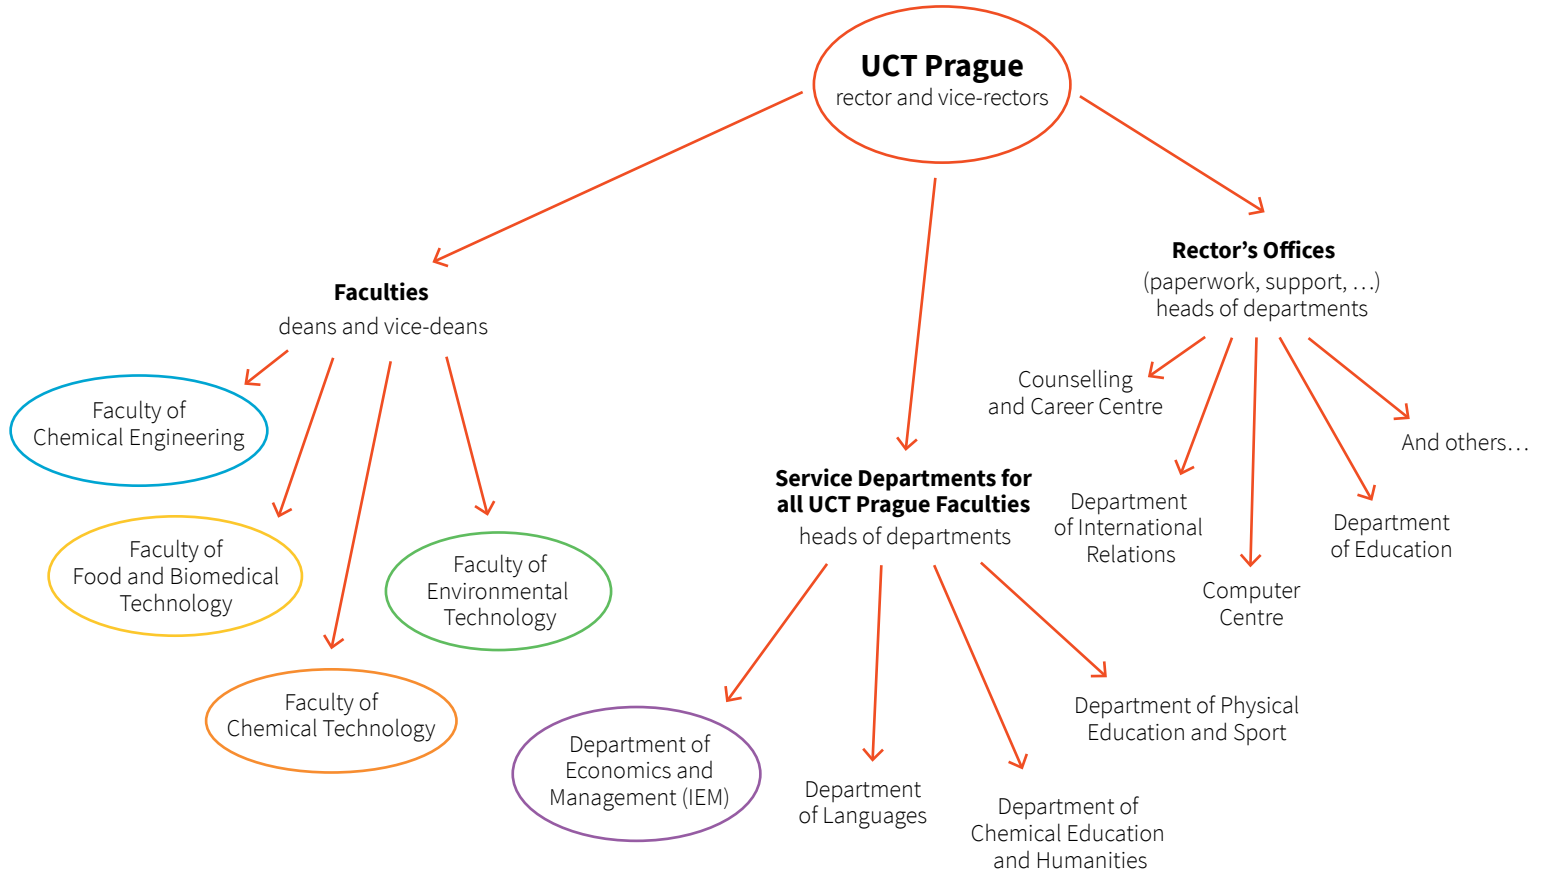 UCT Prague
rector and vice-rectors
Faculties
deans and vice-deans
Faculty of
Chemical Engineering
Faculty of
Food and Biomedical
Technology
Faculty of
Chemical Technology
Faculty of
Environmental
Technology
Service Departments for
all UCT Prague Faculties
heads of departments
Department of
Economics and
Management (IEM)
Department
of Languages
Department of
Chemical Education
and Humanities
Department of Physical
Education and Sport
Rector’s Offices
(paperwork, support, …)
heads of departments
Counselling
and Career Centre
Department
of International
Relations
Computer
Centre
Department
of Education
And others…